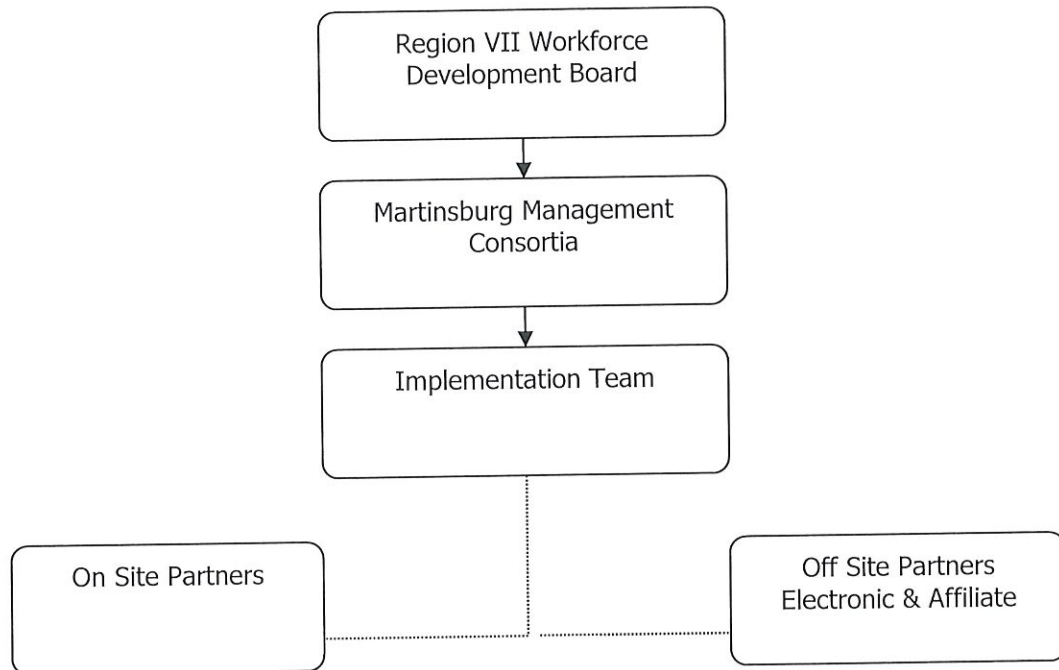 Region VII Workforce
Development Board
Martinsburg Management
Consortia
Implementation Team
On Site Partners
Off Site Partners
Electronic & Affiliate